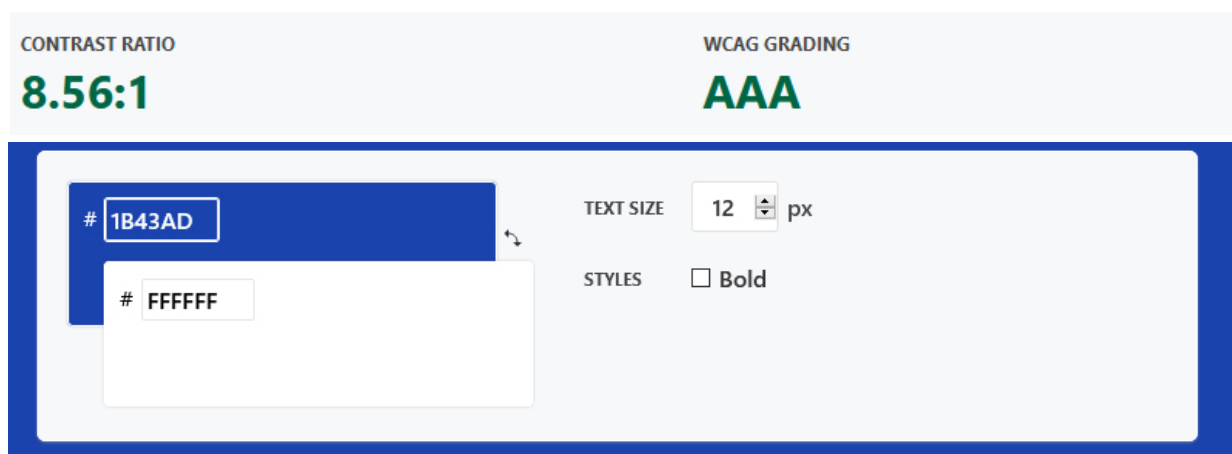 CONTRAST RATIO
8.56:1
WCAG GRADING
AAA
# 1B43AD
# FFFFFF
TEXT SIZE 12 px
STYLES Bold